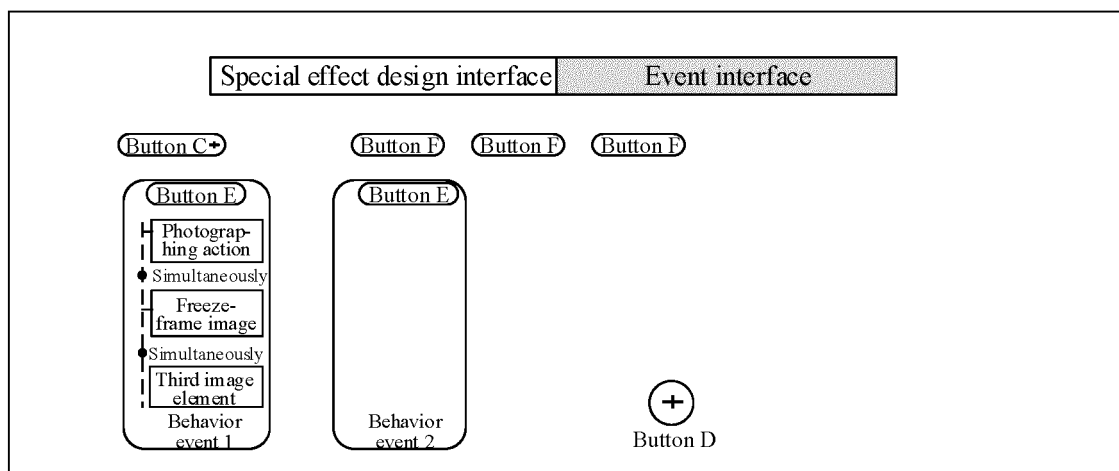 Special effect design interface Event interface
Button C+ Button F Button F Button F
Button E Button E
Photograp-
hing action
Simultaneously
Freeze-
frame image
Simultaneously
Third image
element
Behavior
event 1
Behavior
event 2
+
Button D